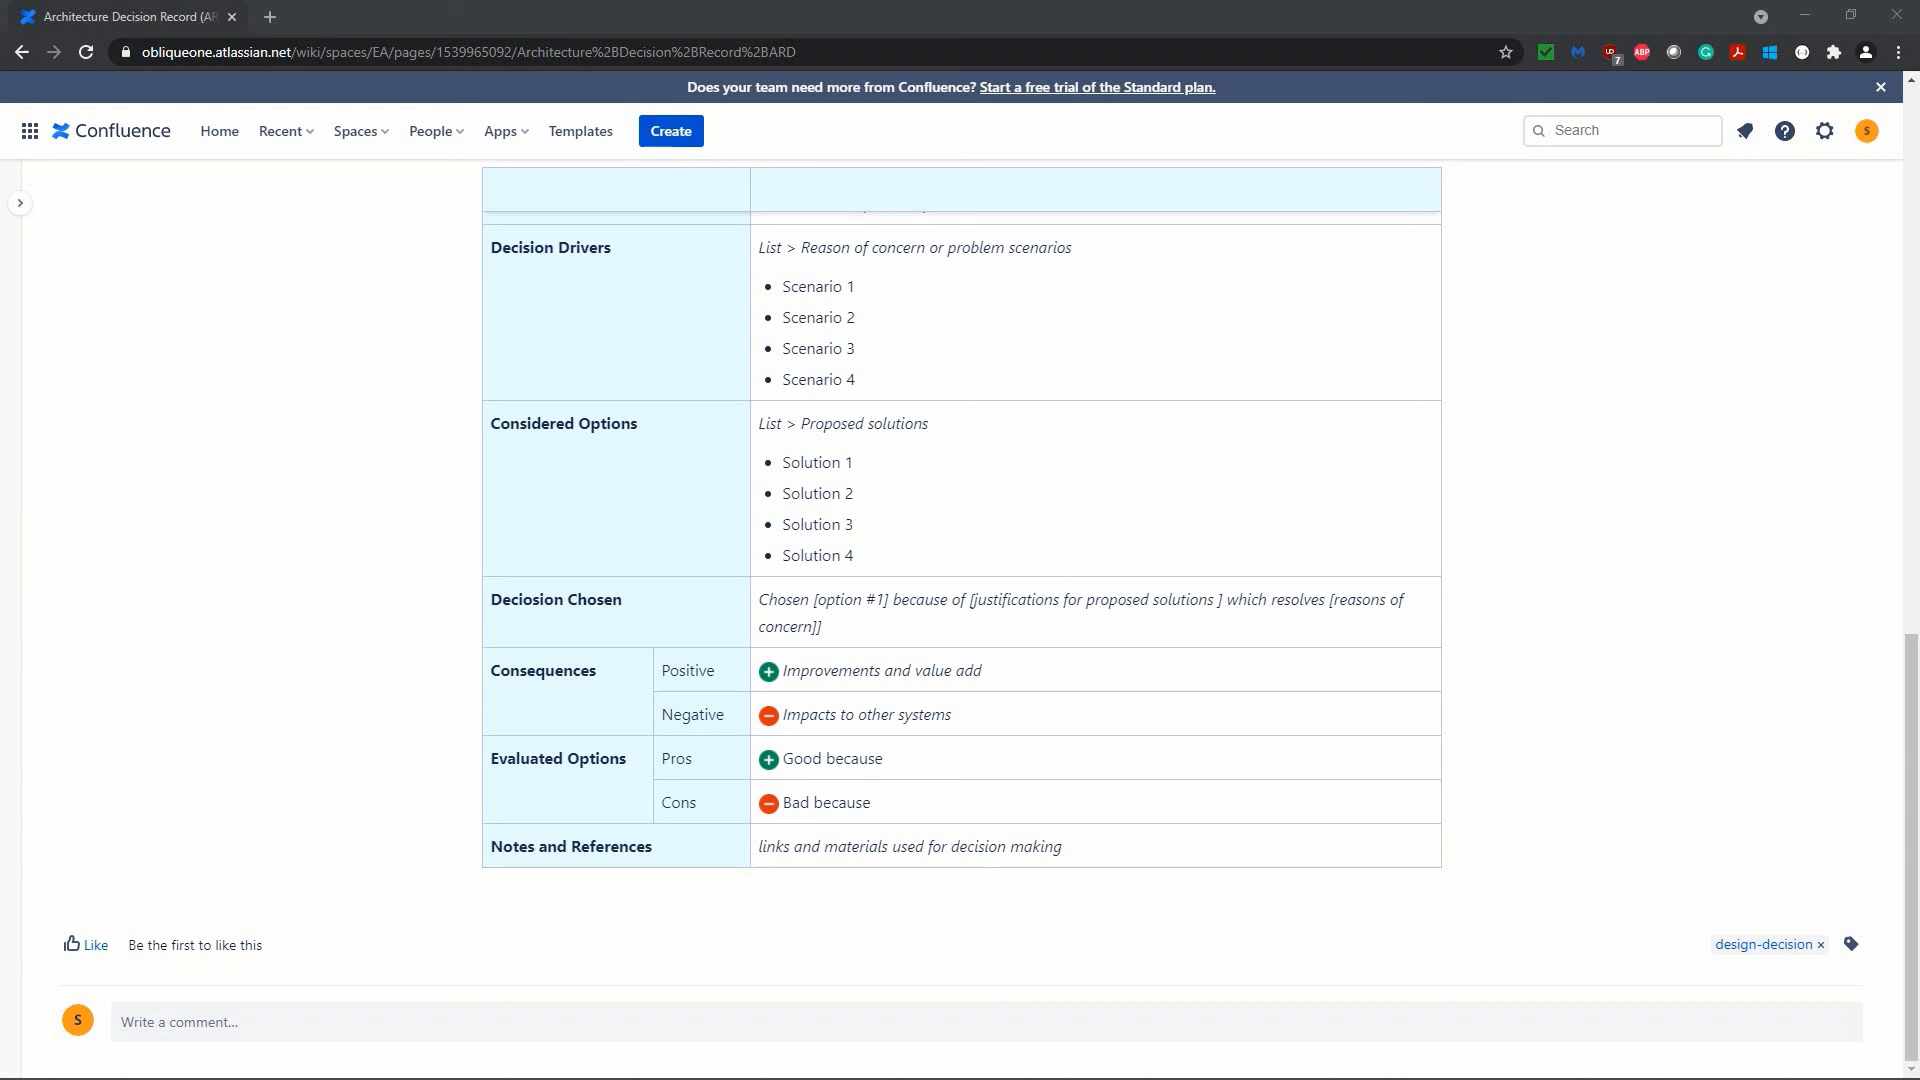 Architecture Decision Record (AR
obliqueone.atlassian.net/wiki/spaces/EA/pages/1539965092/Architecture%2BDecision%2BRecord%2BARD
7
ABP
Does your team need more from Confluence? Start a free trial of the Standard plan.
Confluence
Home
Recent
Spaces
People
Apps
Templates
Create
Search
S
Decision Drivers
List > Reason of concern or problem scenarios
• Scenario 1
• Scenario 2
• Scenario 3
• Scenario 4
Considered Options
List > Proposed solutions
• Solution 1
• Solution 2
• Solution 3
• Solution 4
Deciosion Chosen
Chosen [option #1] because of [justifications for proposed solutions ] which resolves [reasons of
concern]]
Consequences
Positive
Improvements and value add
Negative
Impacts to other systems
Evaluated Options
Pros
Good because
Cons
Bad because
Notes and References
links and materials used for decision making
Like
Be the first to like this
design-decision ×
S
Write a comment...